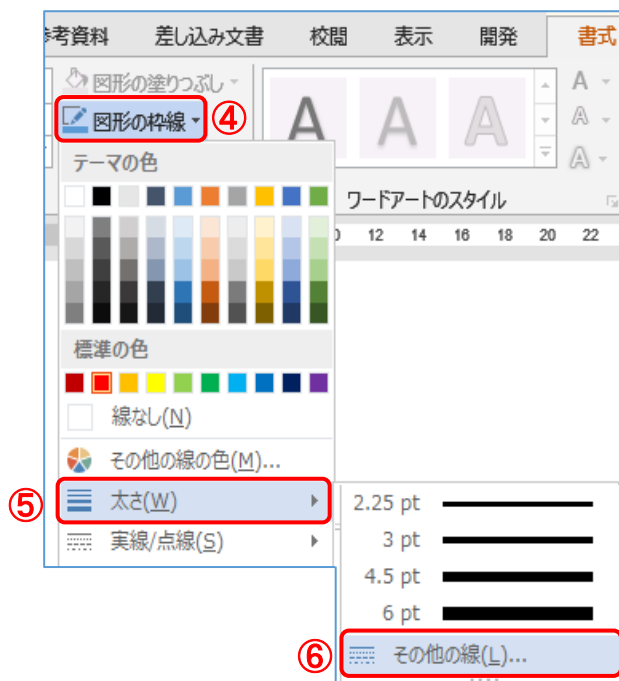 参考資料 差し込み文書 校閲 表示 開発 書式
図形の塗りつぶし
図形の枠線 ④
A A A
A
A
A
テーマの色
ワードアートのスタイル
12 14 16 18 20 22
標準の色
線なし(N)
その他の線の色(M)...
⑤ 太さ(W)
実線/点線(S)
2.25 pt
3 pt
4.5 pt
6 pt
⑥ その他の線(L)...